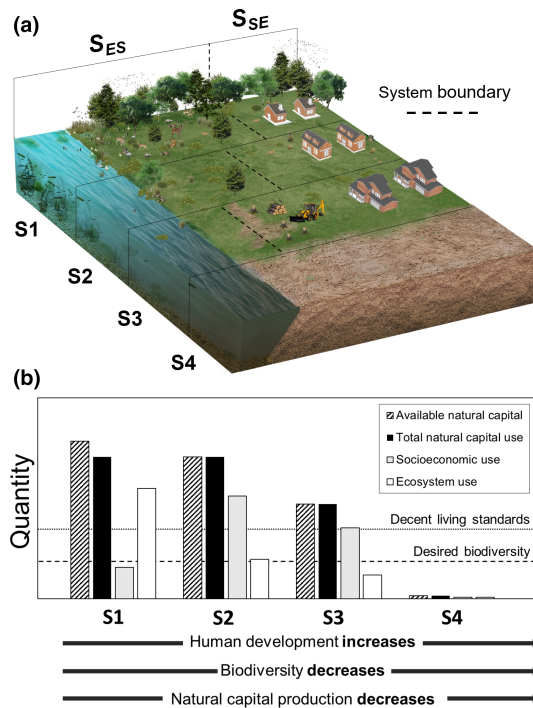 (a)
S_ES S_SE
System boundary
S1
S2
S3
S4
(b)
Quantity
Available natural capital
Total natural capital use
Socioeconomic use
Ecosystem use
Decent living standards
Desired biodiversity
S1 S2 S3 S4
Human development increases
Biodiversity decreases
Natural capital production decreases